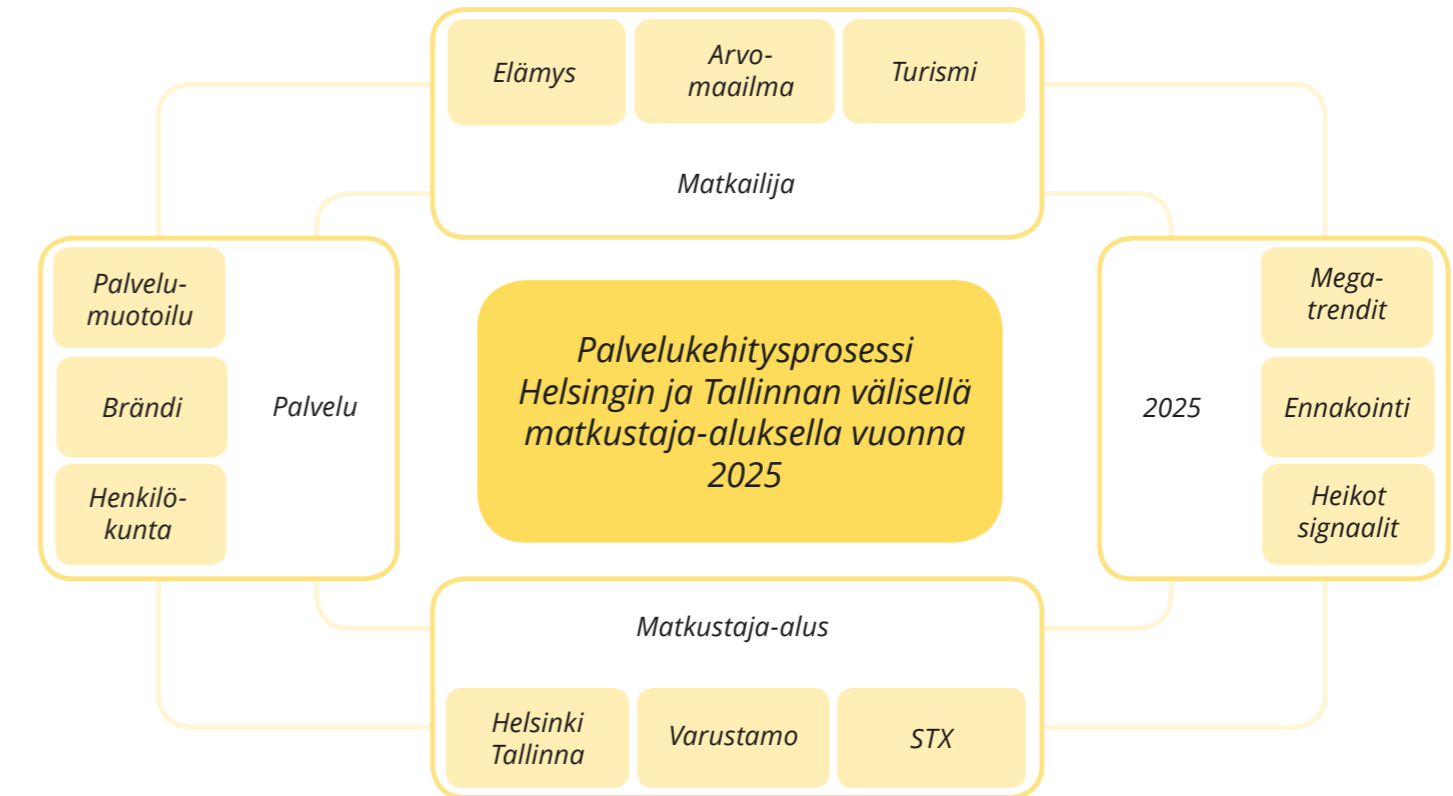 Elämys
Arvo-
maailma
Turismi
Matkailija
Palvelu-
muotoilu
Brändi
Henkilö-
kunta
Palvelu
Palvelukehitysprosessi
Helsingin ja Tallinnan välisellä
matkustaja-aluksella vuonna
2025
2025
Mega-
trendit
Ennakointi
Heikot
signaalit
Matkustaja-alus
Helsinki
Tallinna
Varustamo
STX